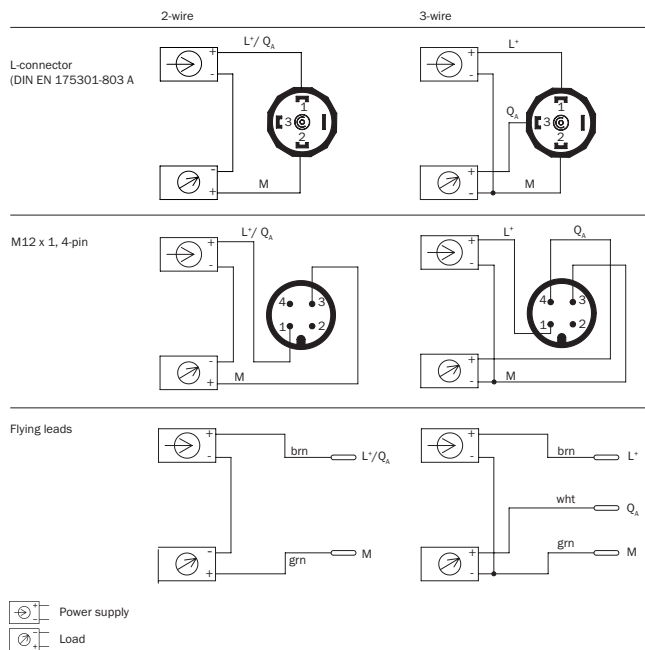 2-wire 3-wire
L-connector
(DIN EN 175301-803 A
+ L⁺/ Q_A
-
1
3
2
-
+ M
+ L⁺
-
Q_A
1
3
2
+
- M
M12 x 1, 4-pin
+ L⁺/ Q_A
-
4 3
1 2
-
+ M
+ L⁺ Q_A
-
4 3
1 2
+
- M
Flying leads
+
- brn L⁺/Q_A
-
+ grn M
+
- brn L⁺
wht Q_A
+ grn M
-
+
- Power supply
-
+ Load